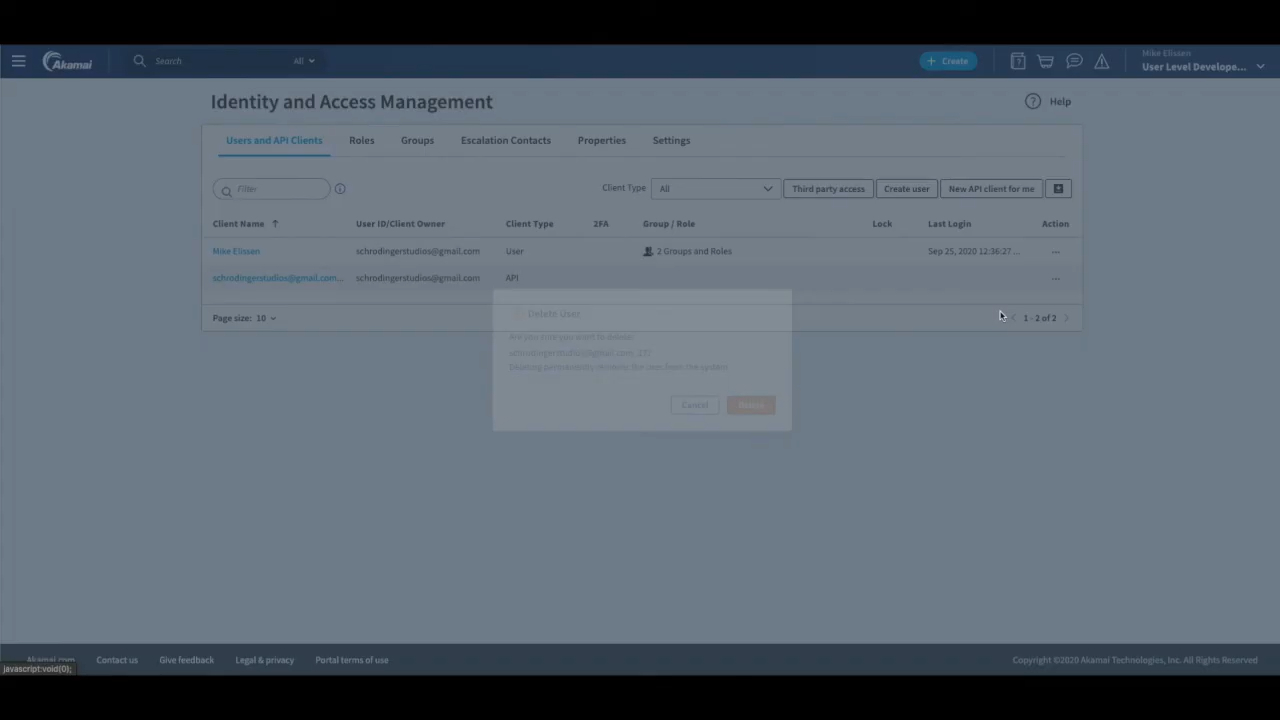 Akamai
Search
All
+ Create
Mike Elissen
User Level Develope...
Identity and Access Management
? Help
Users and API Clients
Roles
Groups
Escalation Contacts
Properties
Settings
Filter
Client Type
All
Third party access
Create user
New API client for me
Client Name
User ID/Client Owner
Client Type
2FA
Group / Role
Lock
Last Login
Action
Mike Elissen
schrodingerstudios@gmail.com
User
2 Groups and Roles
Sep 25, 2020 12:36:27 ...
...
schrodingerstudios@gmail.com...
schrodingerstudios@gmail.com
API
...
Delete User
Are you sure you want to delete
Deleting permanently removes the user from the system.
Cancel
Delete
Page size: 10
1 - 2 of 2
Akamai.com
Contact us
Give feedback
Legal & privacy
Portal terms of use
Copyright ©2020 Akamai Technologies, Inc. All Rights Reserved
javascript:void(0);